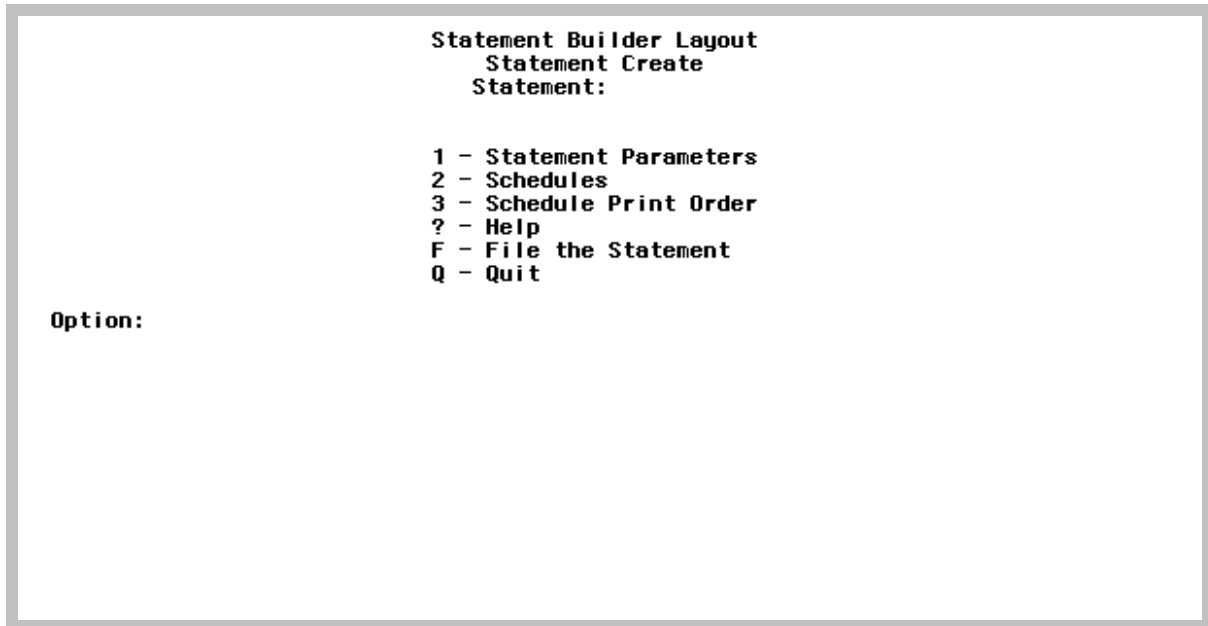 Statement Builder Layout
Statement Create
Statement:
1 - Statement Parameters
2 - Schedules
3 - Schedule Print Order
? - Help
F - File the Statement
Q - Quit
Option: